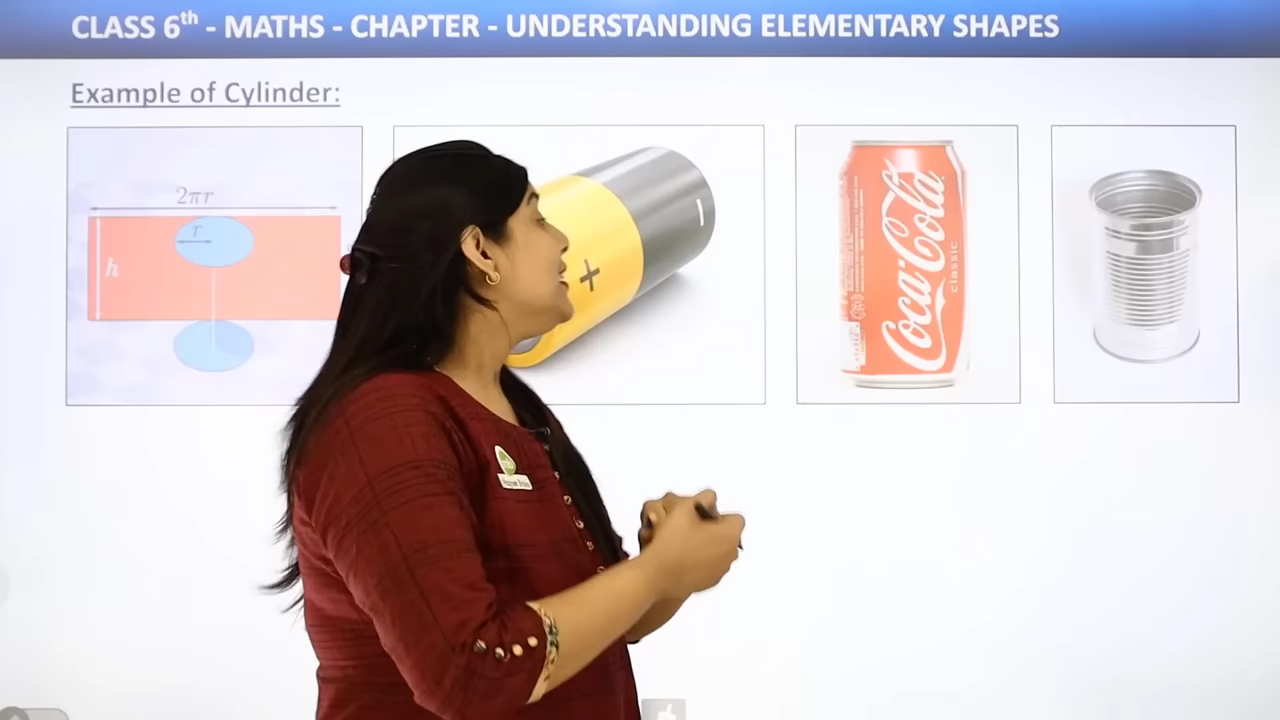 CLASS 6th - MATHS - CHAPTER - UNDERSTANDING ELEMENTARY SHAPES
Example of Cylinder:
2πr
r
h
+
Coca-Cola
classic